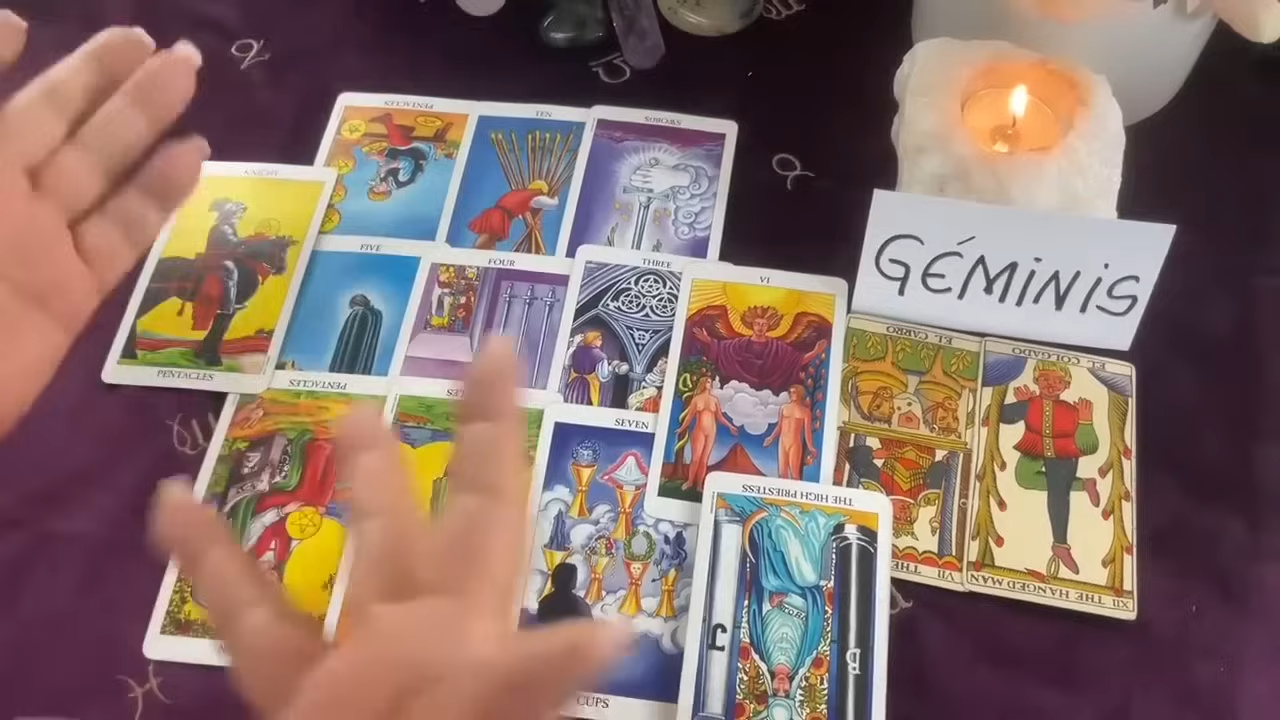 PENTACLES
TEN
SWORDS
PENTACLES
FIVE
FOUR
THREE
VI
GÉMiNiS
EL CARRO
EL COLGADO
PENTACLES
SEVEN
THE HIGH PRIESTESS
VII THE
XII THE HANGED MAN
J
B
CUPS